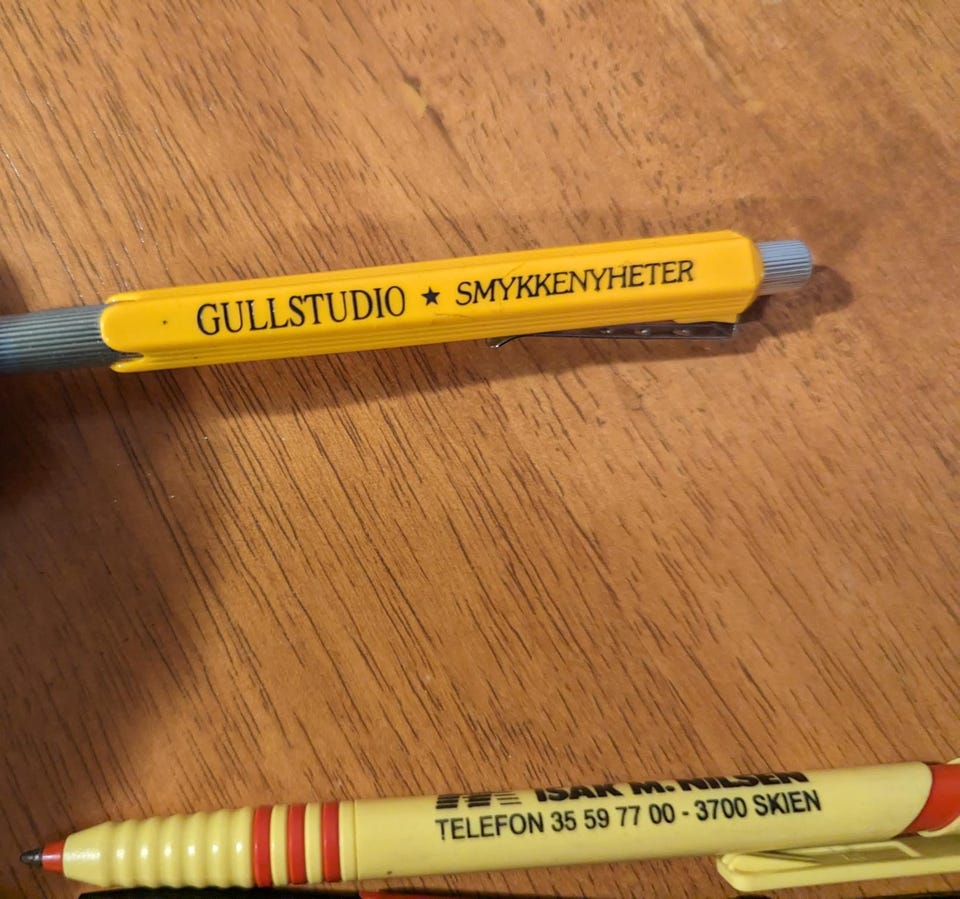 GULLSTUDIO ★ SMYKKENYHETER
ISAK M. NILSEN
TELEFON 35 59 77 00 - 3700 SKIEN